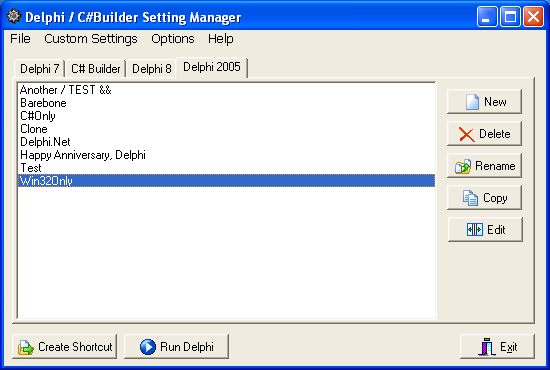 Delphi / C#Builder Setting Manager
File Custom Settings Options Help
Delphi 7 C# Builder Delphi 8 Delphi 2005
Another / TEST &&
Barebone
C#Only
Clone
Delphi.Net
Happy Anniversary, Delphi
Test
Win32Only
New
Delete
Rename
Copy
Edit
Create Shortcut Run Delphi Exit